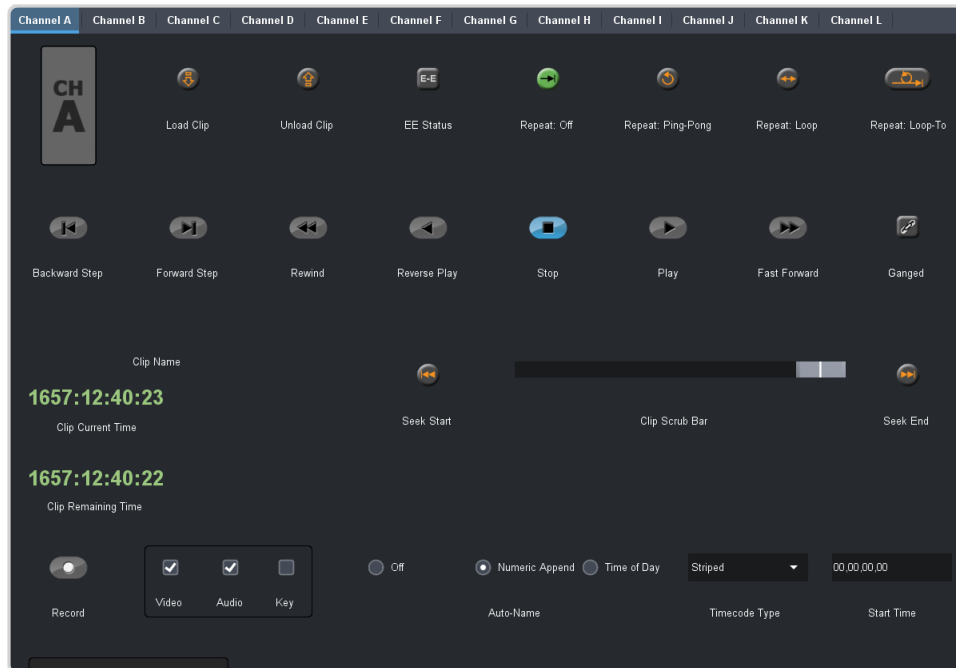 Channel A Channel B Channel C Channel D Channel E Channel F Channel G Channel H Channel I Channel J Channel K Channel L
CH
A
E-E
Load Clip Unload Clip EE Status Repeat: Off Repeat: Ping-Pong Repeat: Loop Repeat: Loop-To
Backward Step Forward Step Rewind Reverse Play Stop Play Fast Forward Ganged
Clip Name
1657:12:40:23
Clip Current Time
Seek Start Clip Scrub Bar Seek End
1657:12:40:22
Clip Remaining Time
Off Numeric Append Time of Day Striped 00,00,00,00
Video Audio Key
Record Auto-Name Timecode Type Start Time